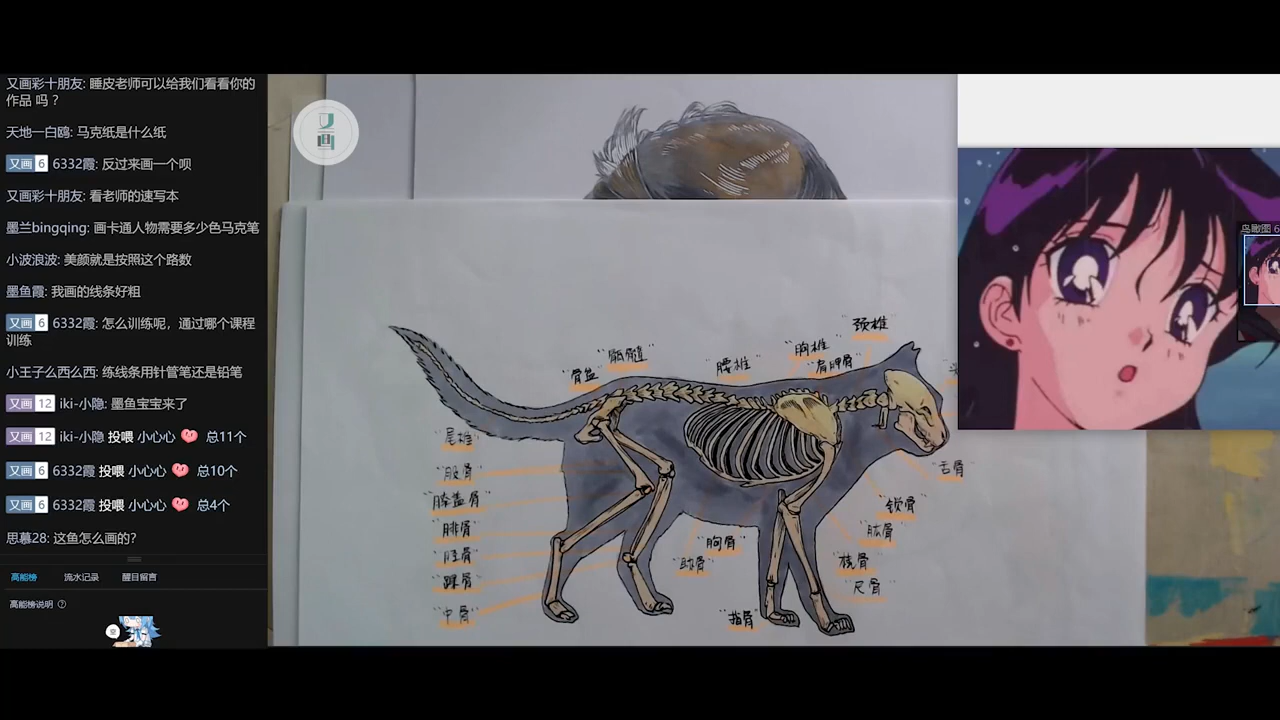 又画彩十朋友: 睡皮老师可以给我们看看你的
作品 吗 ?
天地一白鸥: 马克纸是什么纸
又画 6 6332霞: 反过来画一个呗
又画彩十朋友: 看老师的速写本
墨兰bingqing: 画卡通人物需要多少色马克笔
小波浪波: 美颜就是按照这个路数
墨鱼霞: 我画的线条好粗
又画 6 6332霞: 怎么训练呢，通过哪个课程
训练
小王子么西么西: 练线条用针管笔还是铅笔
又画 12 iki-小隐: 墨鱼宝宝来了
又画 12 iki-小隐 投喂 小心心 总11个
又画 6 6332霞 投喂 小心心 总10个
又画 6 6332霞 投喂 小心心 总4个
思慕28: 这鱼怎么画的?
高能榜 流水记录 醒目留言
高能榜说明 ?
鸟瞰图 6
"颈椎"
"胸椎"
"肩胛骨"
"腰椎"
"骶髓"
"骨盆"
"尾椎"
"股骨"
"膝盖骨"
"腓骨"
"胫骨"
"踝骨"
"中骨"
"舌骨"
"锁骨"
"肱骨"
"桡骨"
"尺骨"
"胸骨"
"肋骨"
"指骨"